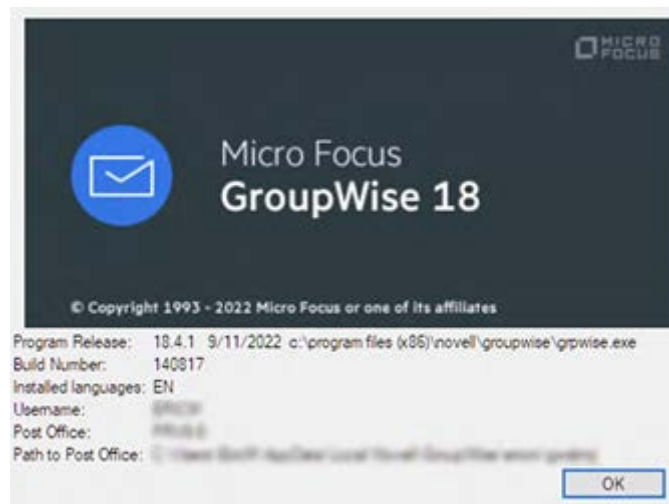 MICRO
FOCUS
Micro Focus
GroupWise 18
© Copyright 1993 - 2022 Micro Focus or one of its affiliates
Program Release: 18.4.1 9/11/2022 c:\program files (x86)\novell\groupwise\grpwise.exe
Build Number: 140817
Installed languages: EN
Username:
Post Office:
Path to Post Office:
OK